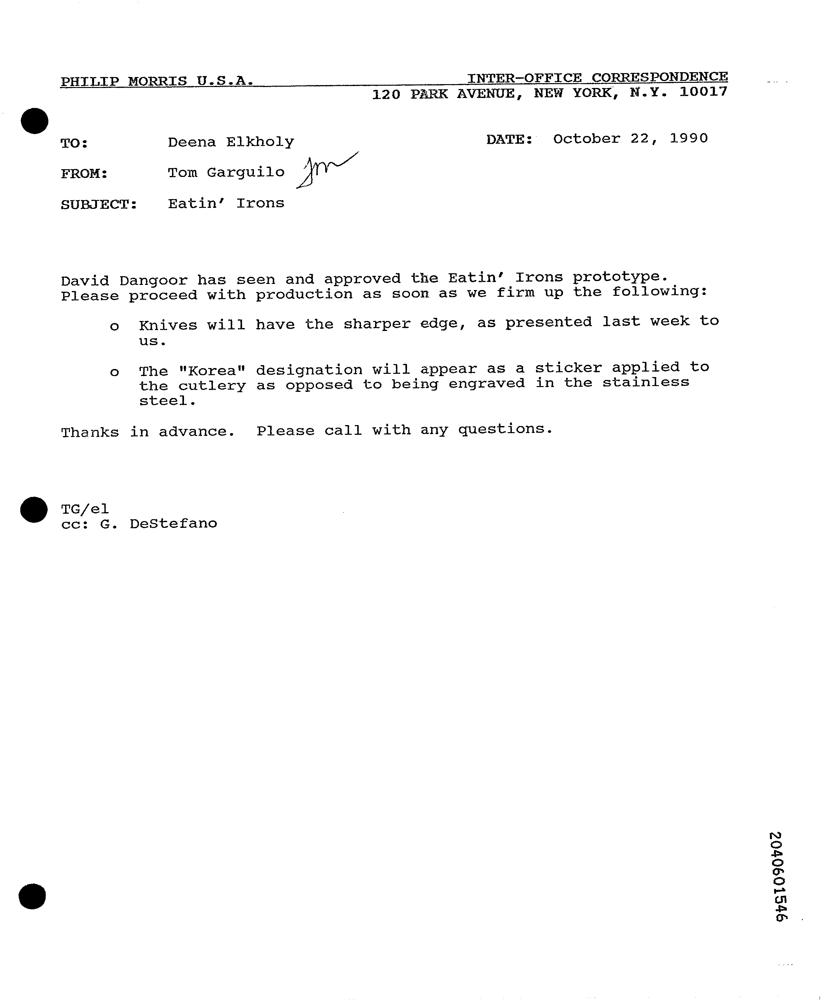 PHILIP MORRIS U.S.A. INTER-OFFICE CORRESPONDENCE
120 PARK AVENUE, NEW YORK, N.Y. 10017
TO: Deena Elkholy DATE: October 22, 1990
FROM: Tom Garguilo
SUBJECT: Eatin' Irons
David Dangoor has seen and approved the Eatin' Irons prototype.
Please proceed with production as soon as we firm up the following:
o Knives will have the sharper edge, as presented last week to
us.
o The "Korea" designation will appear as a sticker applied to
the cutlery as opposed to being engraved in the stainless
steel.
Thanks in advance. Please call with any questions.
TG/el
cc: G. DeStefano
2040601546